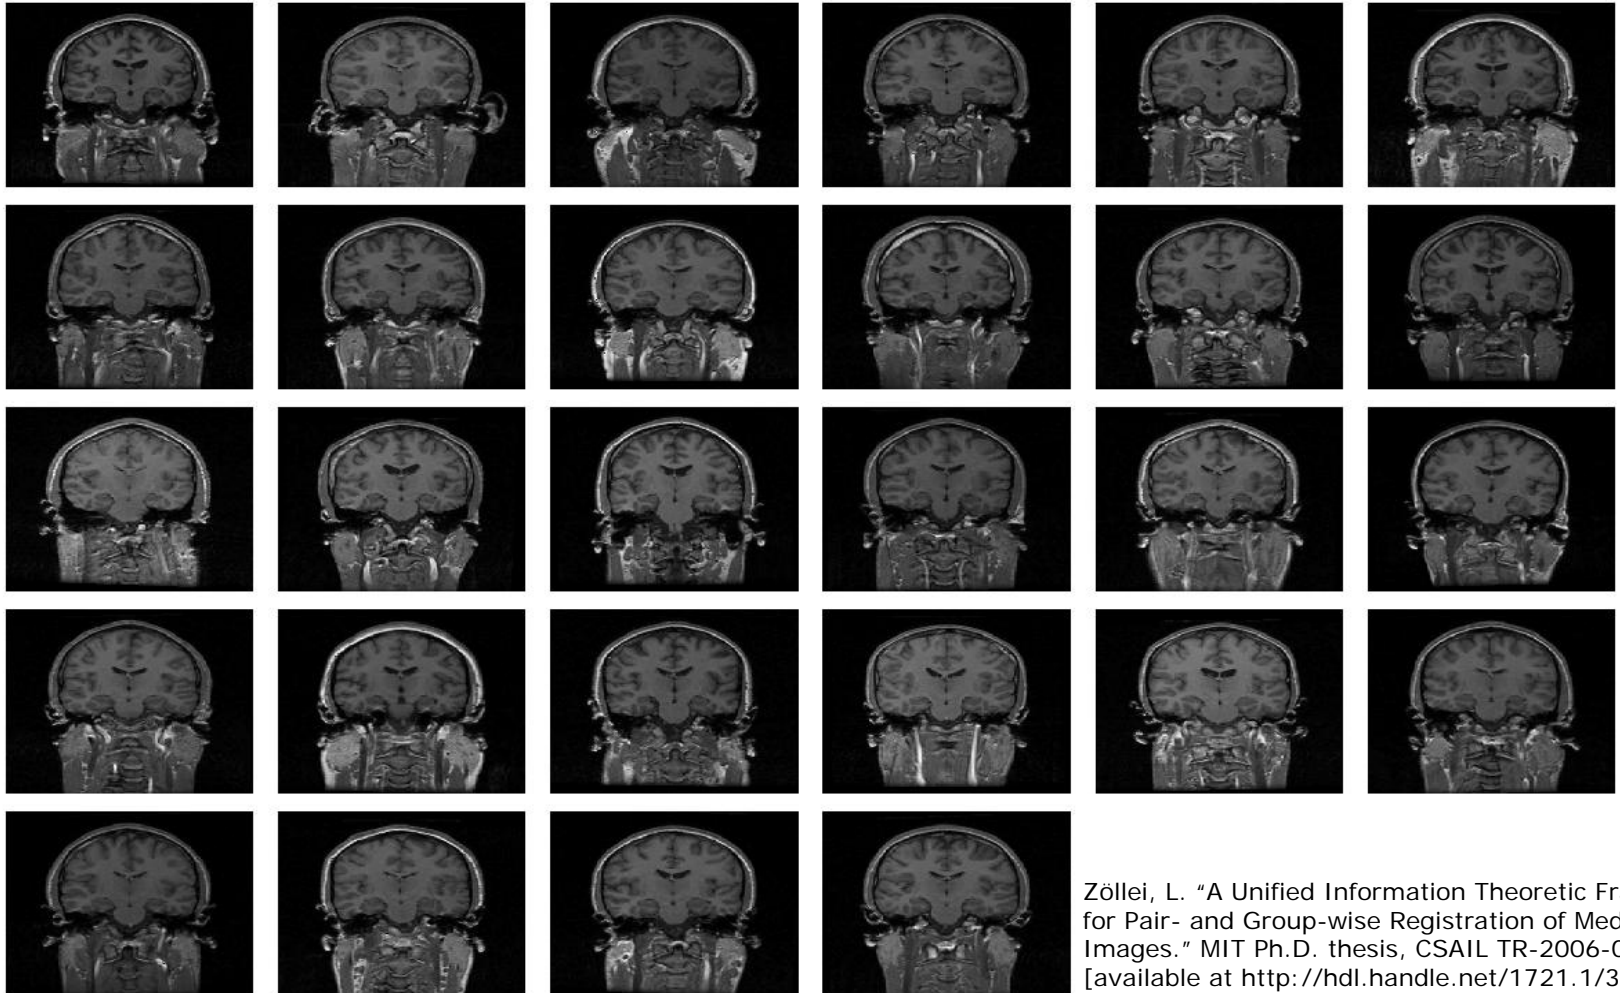 Zöllei, L. “A Unified Information Theoretic Fr
for Pair- and Group-wise Registration of Med
Images.” MIT Ph.D. thesis, CSAIL TR-2006-0
[available at http://hdl.handle.net/1721.1/3